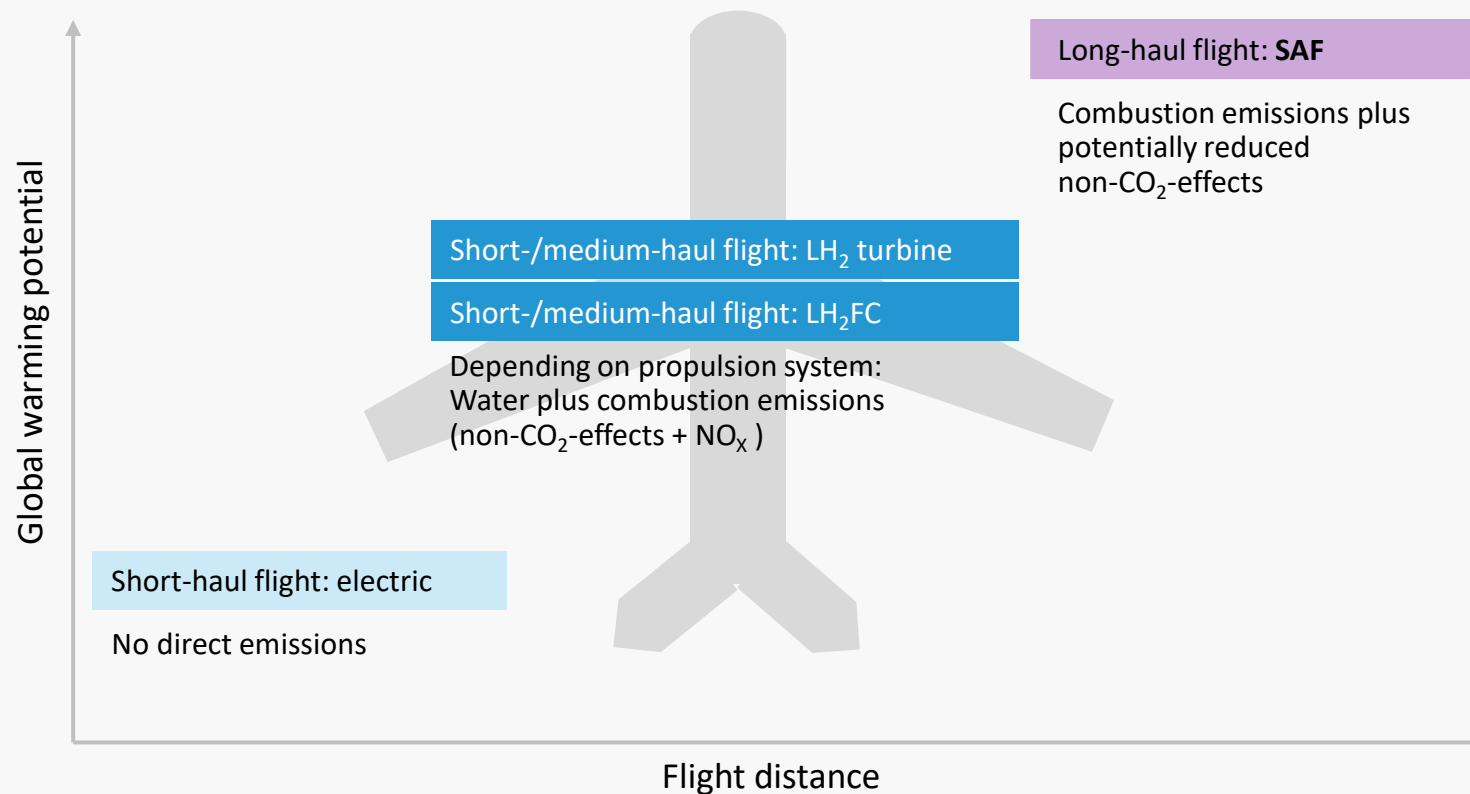 Global warming potential
Long-haul flight: SAF
Combustion emissions plus
potentially reduced
non-CO₂-effects
Short-/medium-haul flight: LH₂ turbine
Short-/medium-haul flight: LH₂FC
Depending on propulsion system:
Water plus combustion emissions
(non-CO₂-effects + NOₓ )
Short-haul flight: electric
No direct emissions
Flight distance